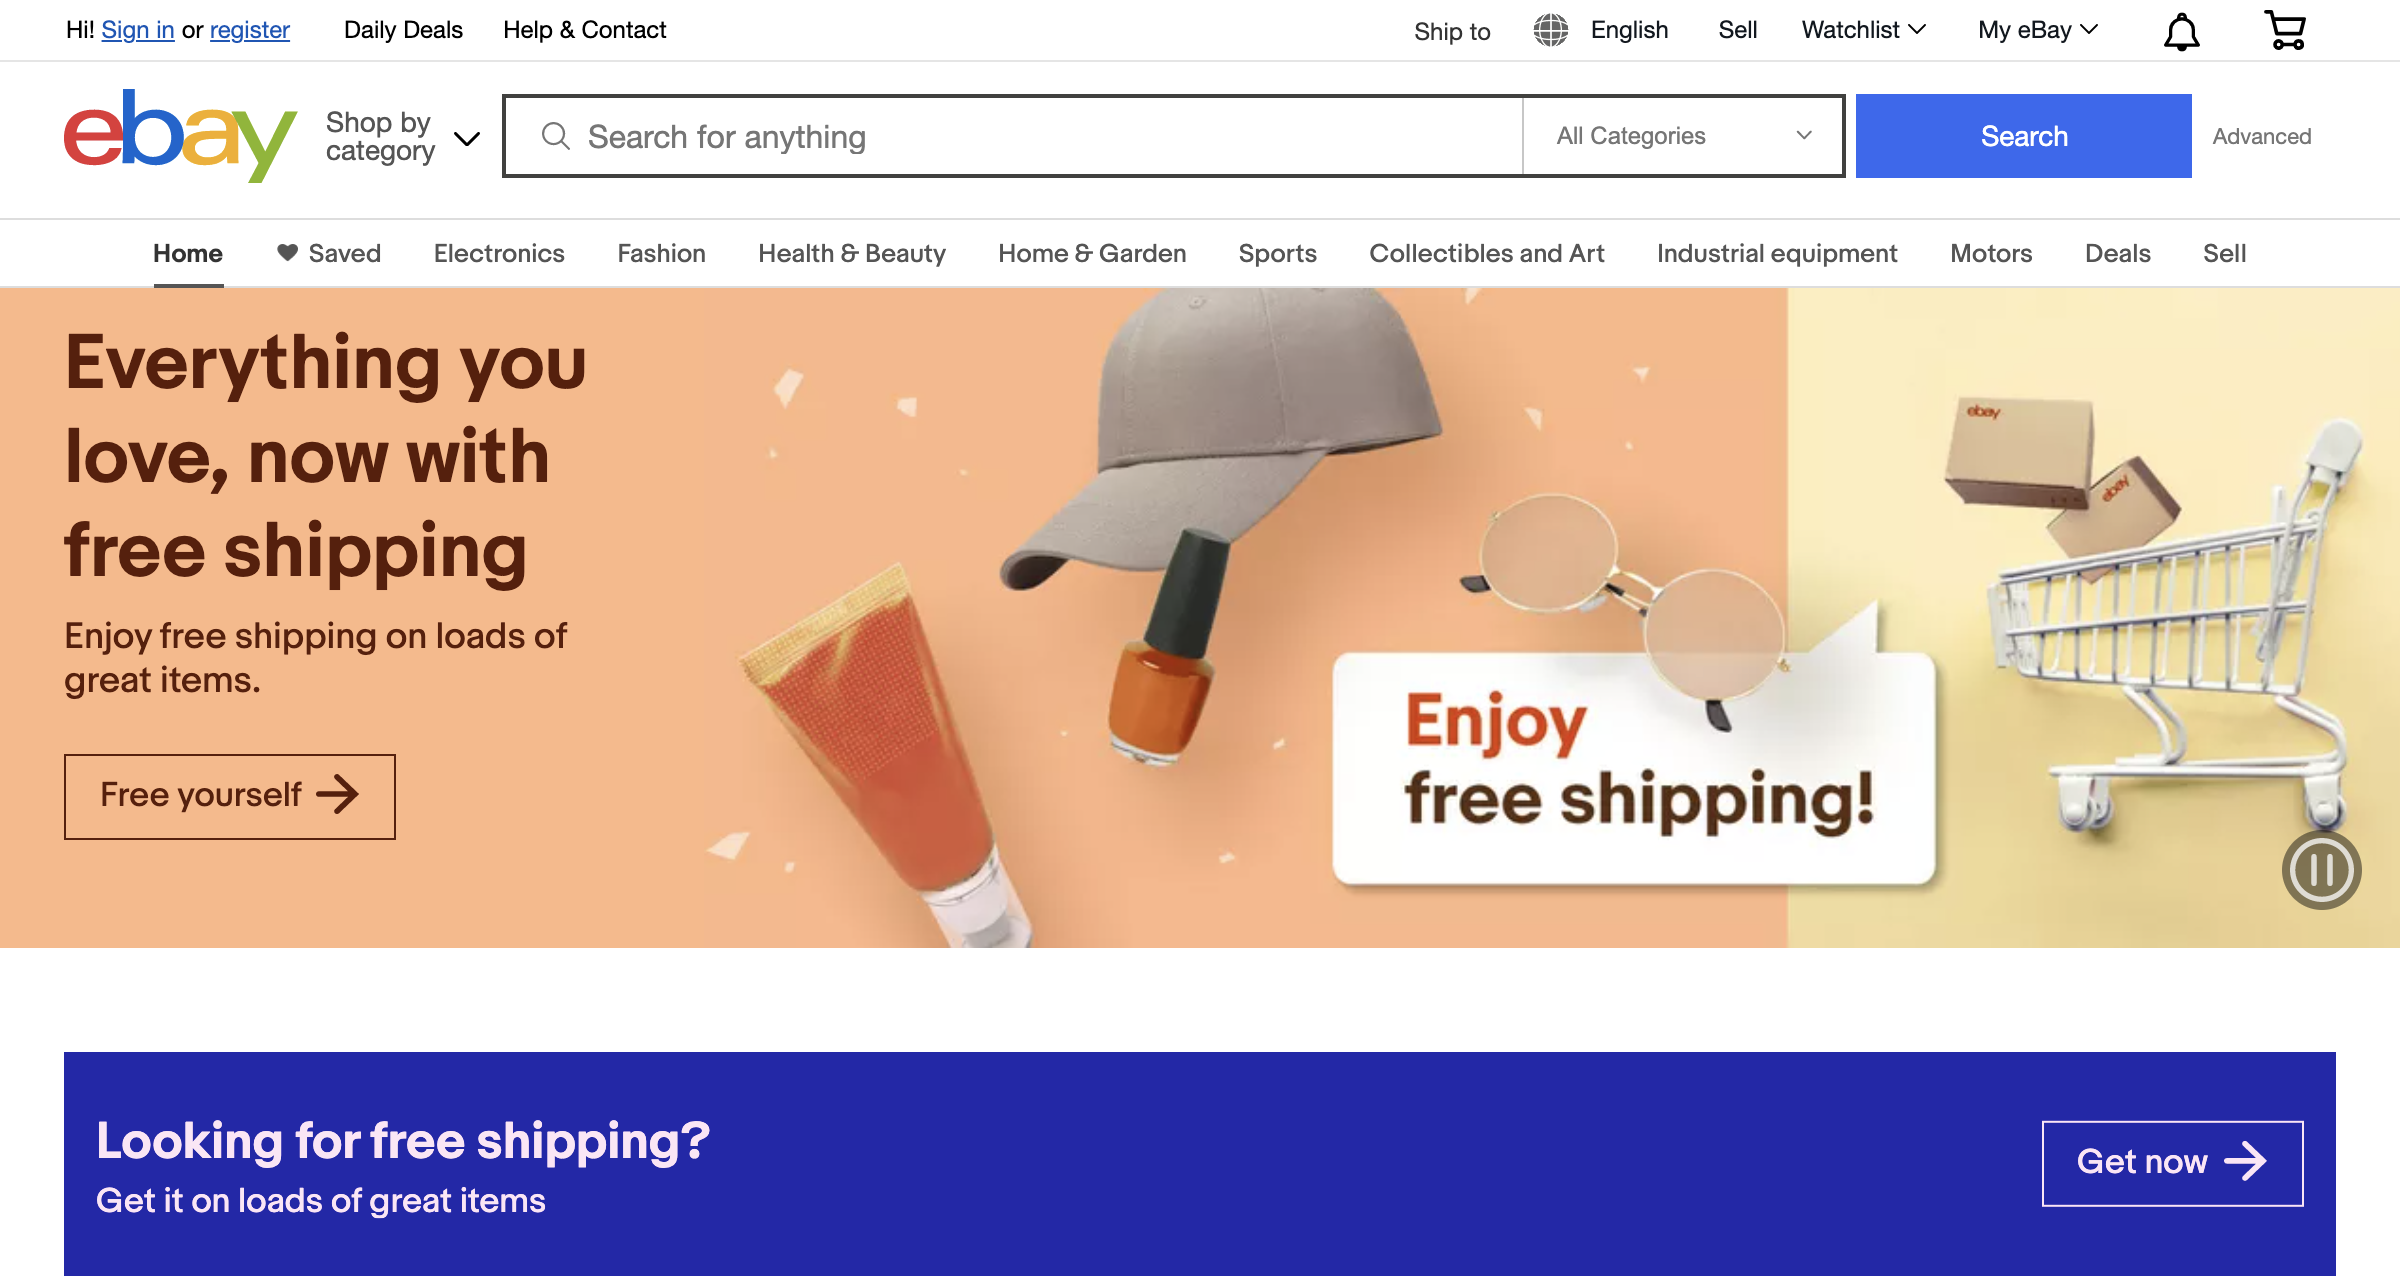 Hi! Sign in or register
Daily Deals
Help & Contact
Ship to
English
Sell
Watchlist
My eBay
ebay
Shop by
category
Search for anything
All Categories
Search
Advanced
Home
Saved
Electronics
Fashion
Health & Beauty
Home & Garden
Sports
Collectibles and Art
Industrial equipment
Motors
Deals
Sell
Everything you
love, now with
free shipping
Enjoy free shipping on loads of
great items.
Free yourself
ebay
ebay
Enjoy
free shipping!
Looking for free shipping?
Get it on loads of great items
Get now